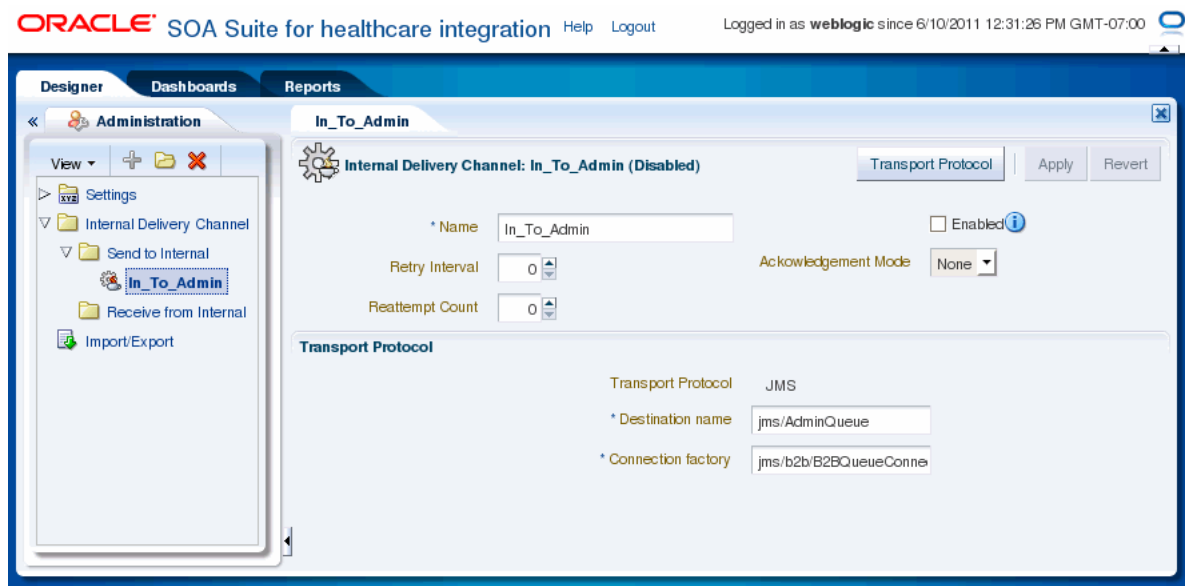 ORACLE SOA Suite for healthcare integration Help Logout Logged in as weblogic since 6/10/2011 12:31:26 PM GMT-07:00
Designer Dashboards Reports
« Administration In_To_Admin
View
Internal Delivery Channel: In_To_Admin (Disabled) Transport Protocol Apply Revert
xyz Settings
Internal Delivery Channel
Send to Internal
In_To_Admin
Receive from Internal
Import/Export
* Name In_To_Admin Enabled i
Retry Interval 0 Ackowledgement Mode None
Reattempt Count 0
Transport Protocol
Transport Protocol JMS
* Destination name jms/AdminQueue
* Connection factory jms/b2b/B2BQueueConne